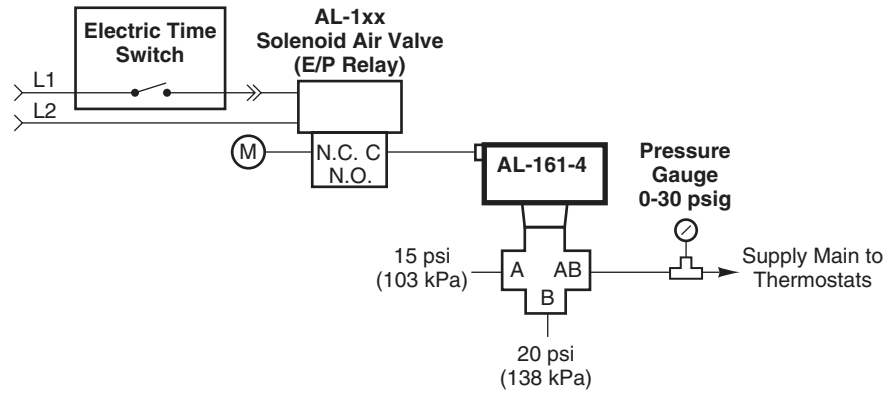 Electric Time
Switch
AL-1xx
Solenoid Air Valve
(E/P Relay)
L1
L2
M
N.C. C
N.O.
AL-161-4
Pressure
Gauge
0-30 psig
15 psi
(103 kPa)
A AB
B
Supply Main to
Thermostats
20 psi
(138 kPa)